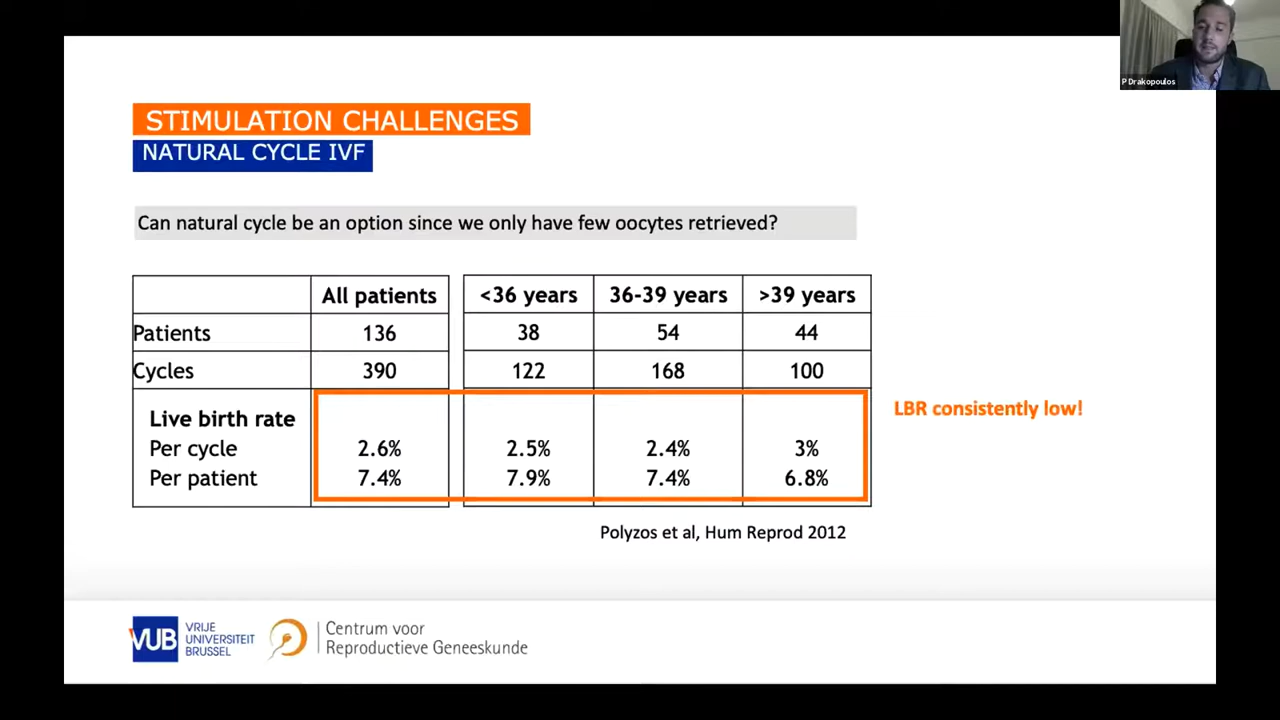 P Drakopoulos
STIMULATION CHALLENGES
NATURAL CYCLE IVF
Can natural cycle be an option since we only have few oocytes retrieved?
All patients <36 years 36-39 years >39 years
Patients 136 38 54 44
Cycles 390 122 168 100
Live birth rate
Per cycle 2.6% 2.5% 2.4% 3%
Per patient 7.4% 7.9% 7.4% 6.8%
LBR consistently low!
Polyzos et al, Hum Reprod 2012
VUB
VRIJE
UNIVERSITEIT
BRUSSEL
Centrum voor
Reproductieve Geneeskunde